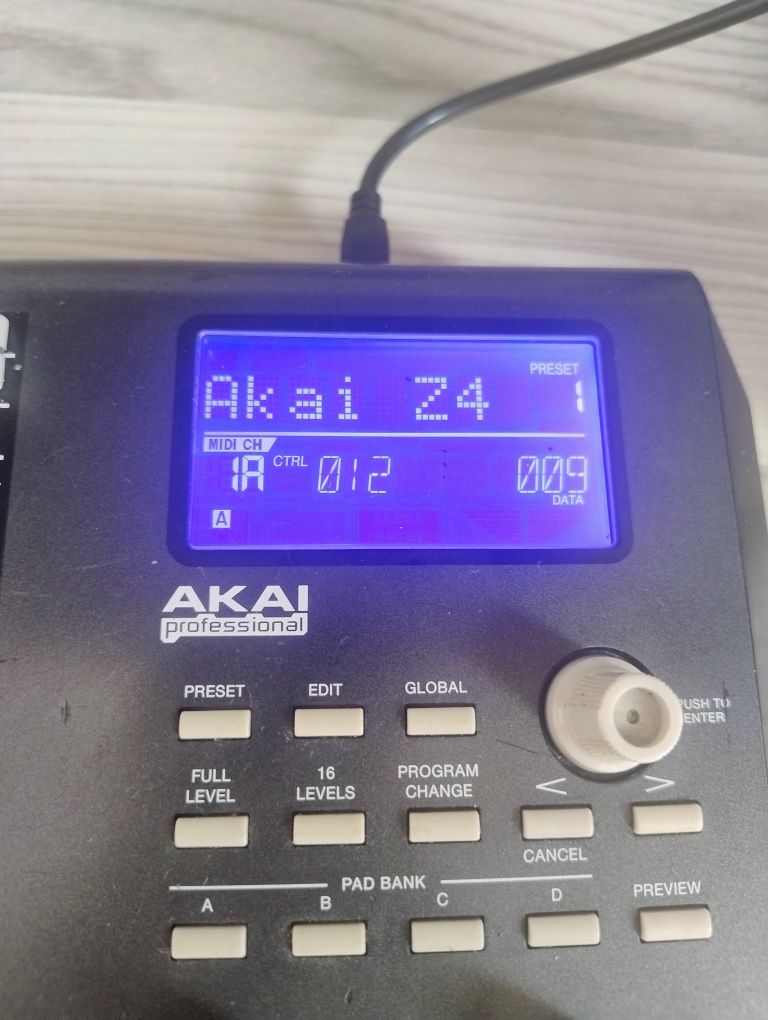 PRESET
Akai Z4 1
MIDI CH
1A CTRL 012 009
DATA
A
AKAI
professional
PRESET EDIT GLOBAL
PUSH TO
ENTER
FULL
LEVEL
16
LEVELS
PROGRAM
CHANGE
< >
CANCEL
PAD BANK
A B C D
PREVIEW